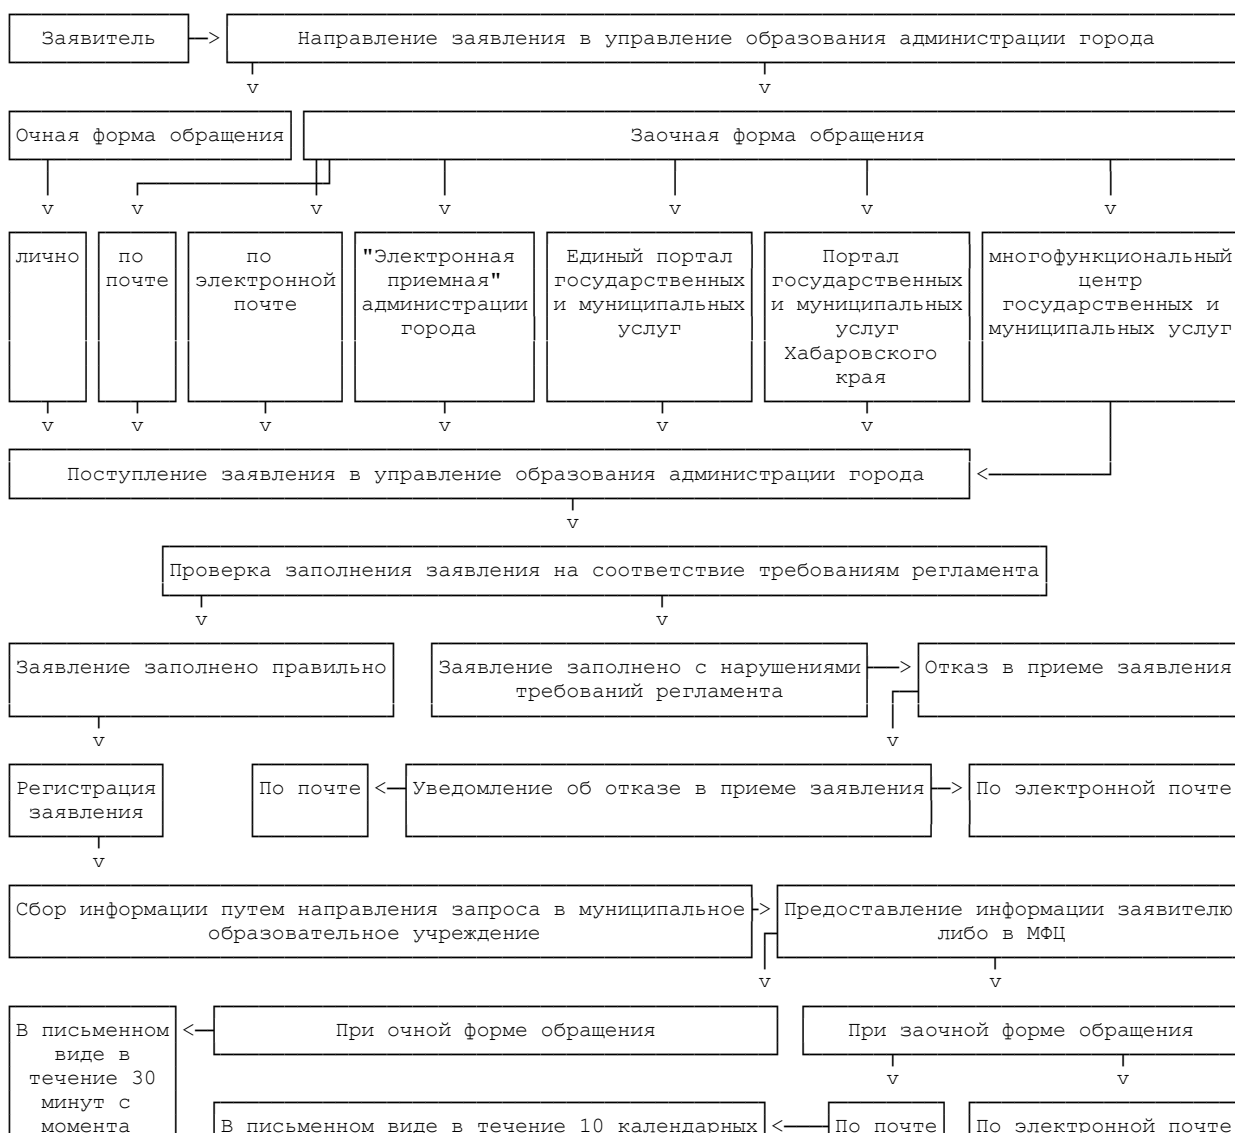 Заявитель
Направление заявления в управление образования администрации города
Очная форма обращения
Заочная форма обращения
лично
по
почте
по
электронной
почте
"Электронная
приемная"
администрации
города
Единый портал
государственных
и муниципальных
услуг
Портал
государственных
и муниципальных
услуг
Хабаровского
края
многофункциональный
центр
государственных и
муниципальных услуг
Поступление заявления в управление образования администрации города
Проверка заполнения заявления на соответствие требованиям регламента
Заявление заполнено правильно
Заявление заполнено с нарушениями
требований регламента
Отказ в приеме заявления
Регистрация
заявления
По почте
Уведомление об отказе в приеме заявления
По электронной почте
Сбор информации путем направления запроса в муниципальное
образовательное учреждение
Предоставление информации заявителю
либо в МФЦ
В письменном
виде в
течение 30
минут с
момента
При очной форме обращения
При заочной форме обращения
В письменном виде в течение 10 календарных
По почте
По электронной почте